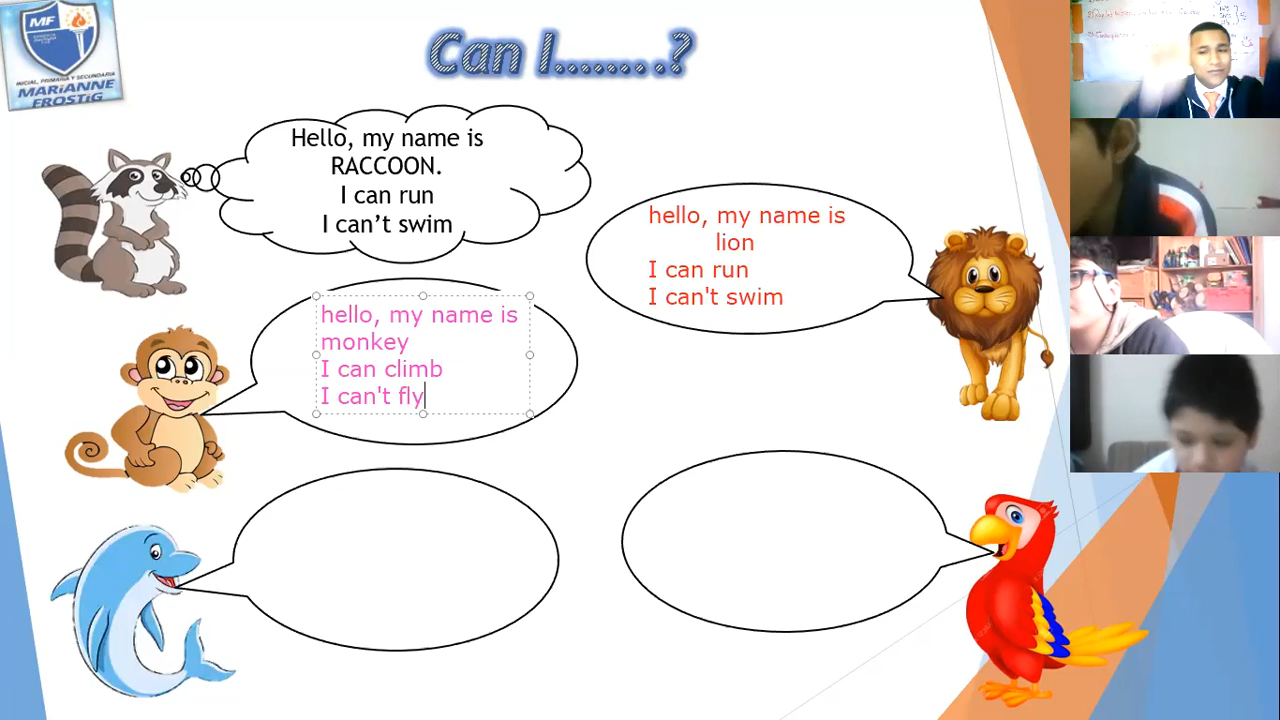 MF
INICIAL, PRIMARIA Y SECUNDARIA
MARIANNE
FROSTIG
Can I.......?
Hello, my name is
RACCOON.
I can run
I can’t swim
hello, my name is
lion
I can run
I can't swim
hello, my name is
monkey
I can climb
I can't fly